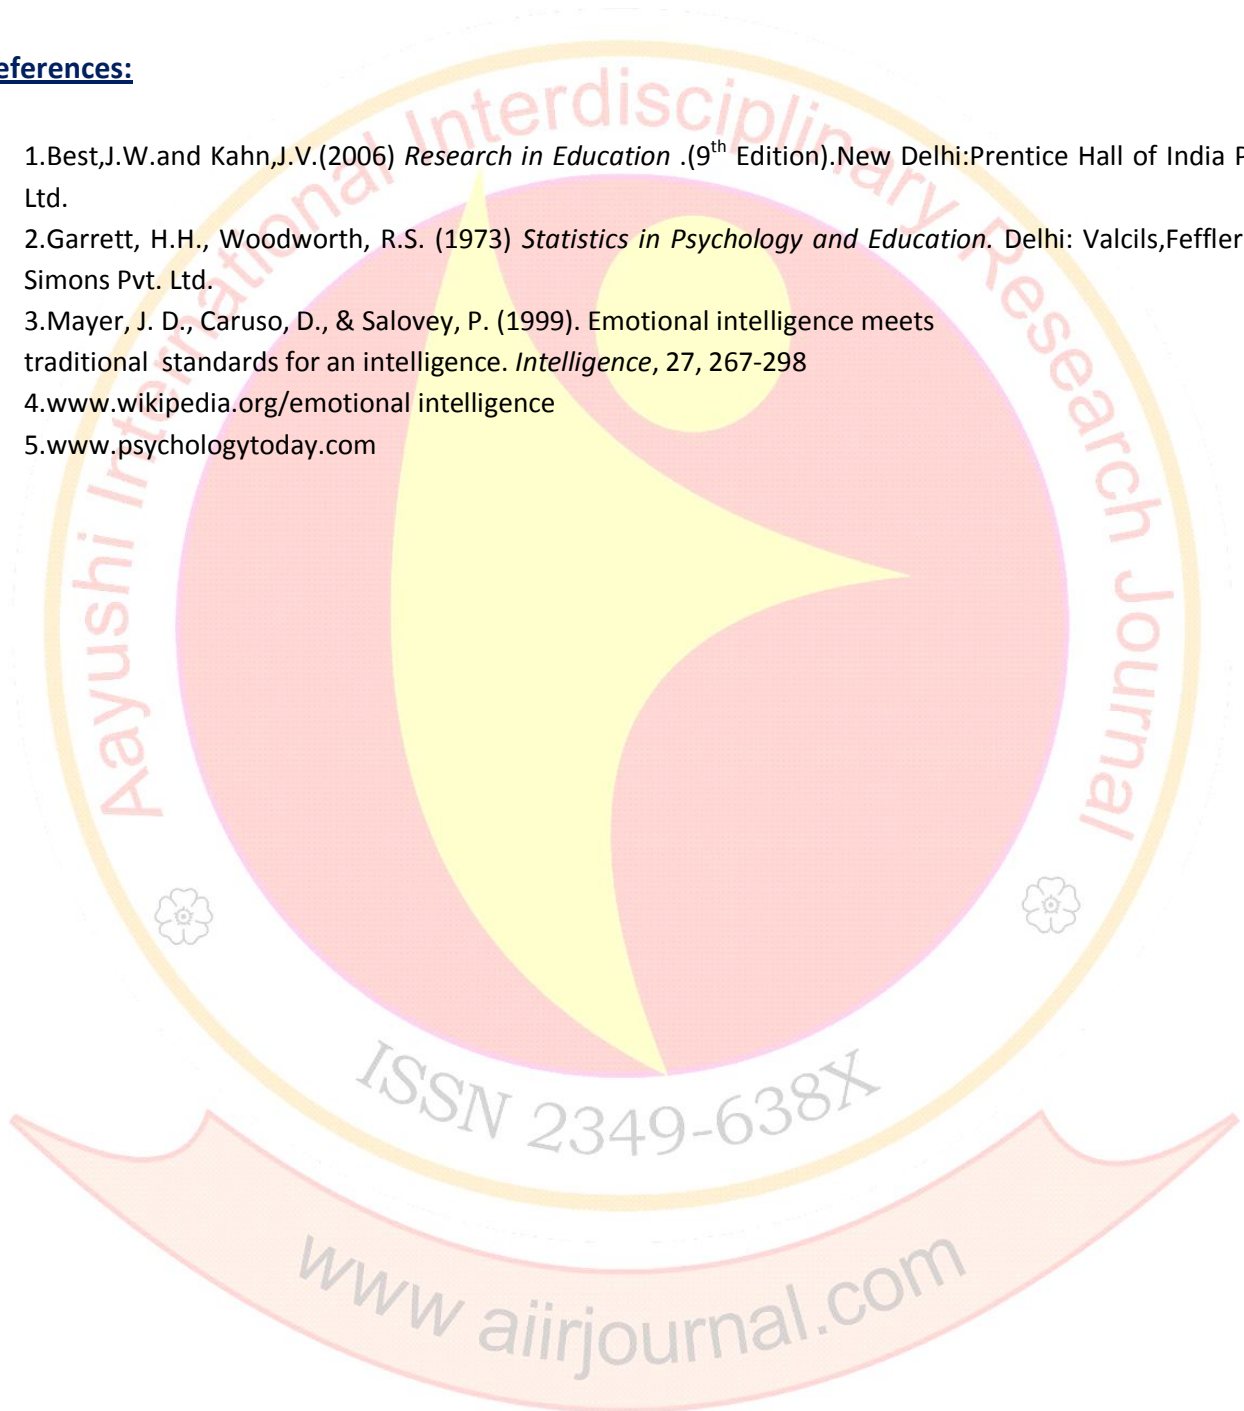 eferences:
1.Best,J.W.and Kahn,J.V.(2006) Research in Education .(9th Edition).New Delhi:Prentice Hall of India P
Ltd.
2.Garrett, H.H., Woodworth, R.S. (1973) Statistics in Psychology and Education. Delhi: Valcils,Feffler
Simons Pvt. Ltd.
3.Mayer, J. D., Caruso, D., & Salovey, P. (1999). Emotional intelligence meets
traditional standards for an intelligence. Intelligence, 27, 267-298
4.www.wikipedia.org/emotional intelligence
5.www.psychologytoday.com
Aayushi International Interdisciplinary Research Journal
ISSN 2349-638X
www aiirjournal.com